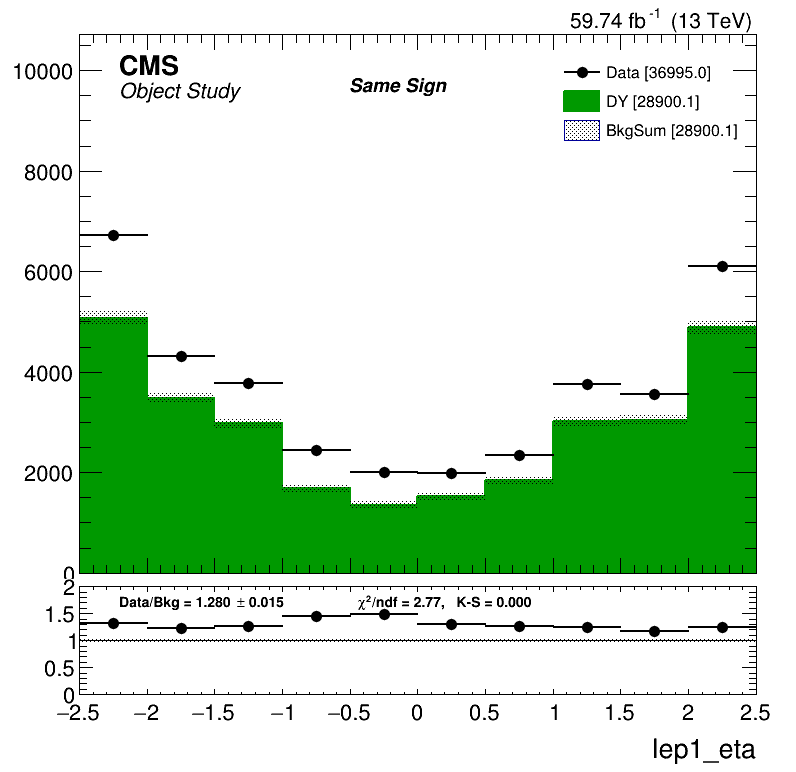 59.74 fb⁻¹ (13 TeV)
CMS
Object Study
Same Sign
Data [36995.0]
DY [28900.1]
BkgSum [28900.1]
10000
8000
6000
4000
2000
0
Data/Bkg = 1.280 ± 0.015
χ²/ndf = 2.77, K-S = 0.000
2
1.5
1
0.5
0
−2.5 −2 −1.5 −1 −0.5 0 0.5 1 1.5 2 2.5
lep1_eta